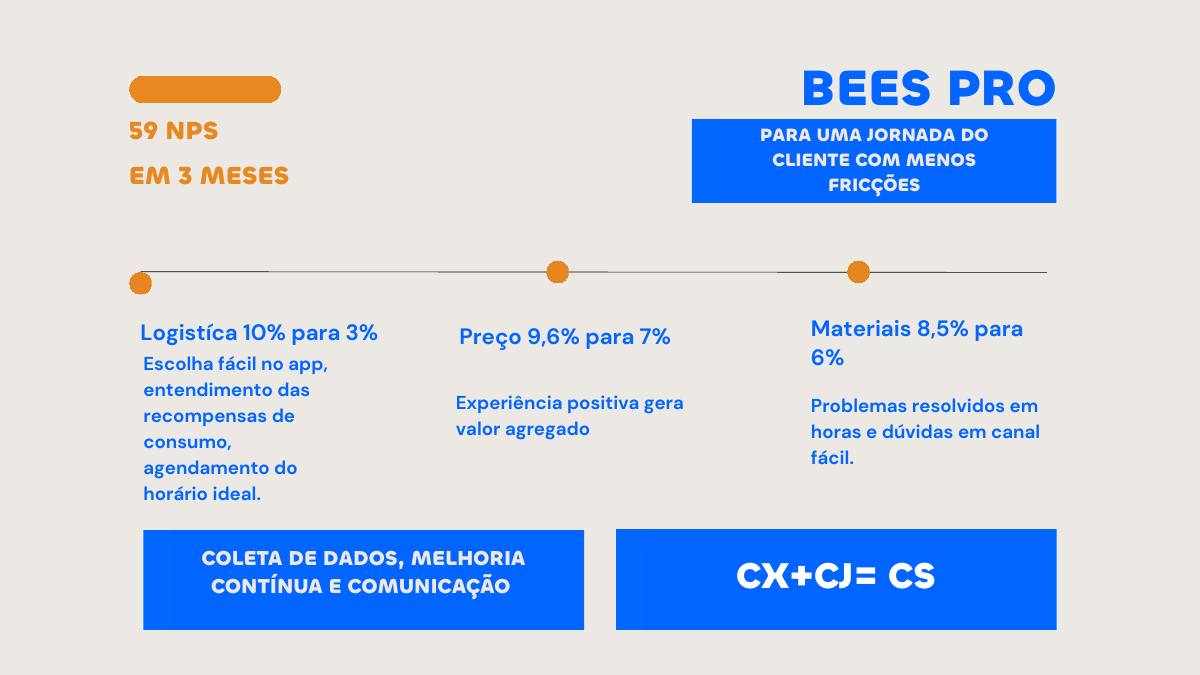 59 NPS
EM 3 MESES
BEES PRO
PARA UMA JORNADA DO
CLIENTE COM MENOS
FRICÇÕES
Logistíca 10% para 3%
Escolha fácil no app,
entendimento das
recompensas de
consumo,
agendamento do
horário ideal.
Preço 9,6% para 7%
Experiência positiva gera
valor agregado
Materiais 8,5% para
6%
Problemas resolvidos em
horas e dúvidas em canal
fácil.
COLETA DE DADOS, MELHORIA
CONTÍNUA E COMUNICAÇÃO
CX+CJ= CS